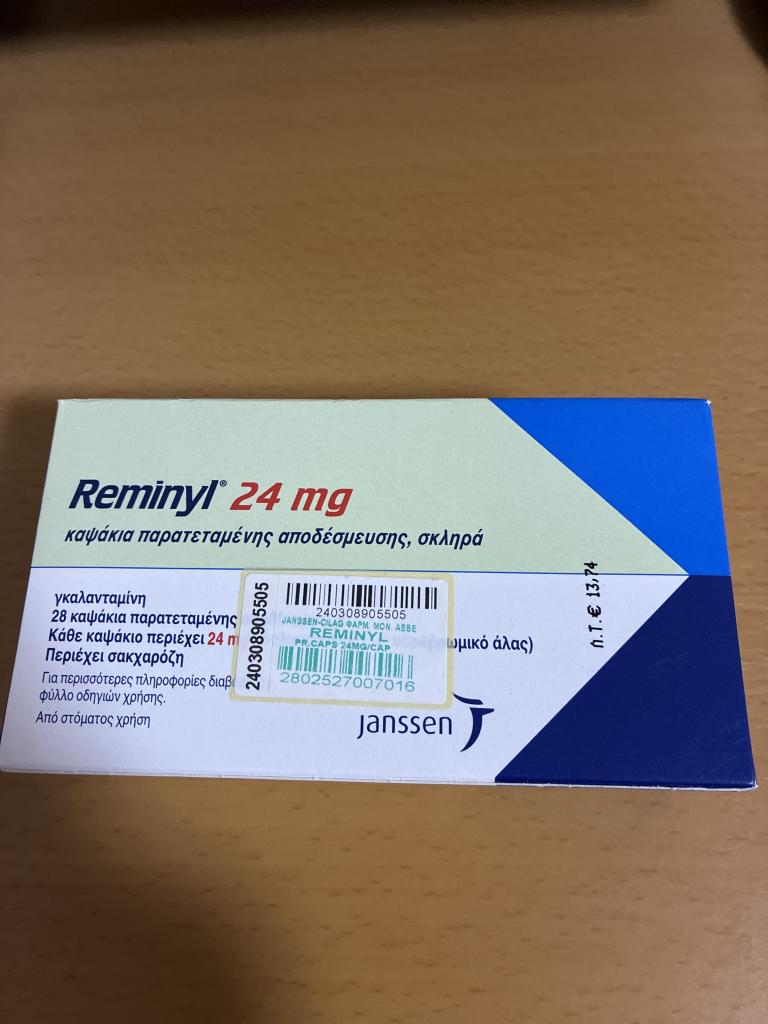 Reminyl® 24 mg
καψάκια παρατεταμένης αποδέσμευσης, σκληρά
γκαλανταμίνη
28 καψάκια παρατεταμένης
Κάθε καψάκιο περιέχει 24 m
ωμικό άλας)
Περιέχει σακχαρόζη
Για περισσότερες πληροφορίες διαβ
φύλλο οδηγιών χρήσης.
Από στόματος χρήση
240308905505
240308905505
JANSSEN-CILAG ΦΑΡΜ. ΜΟΝ. ΑΕΒΕ
REMINYL
PR.CAPS 24MG/CAP
2802527007016
janssen
Λ.Τ. € 13,74